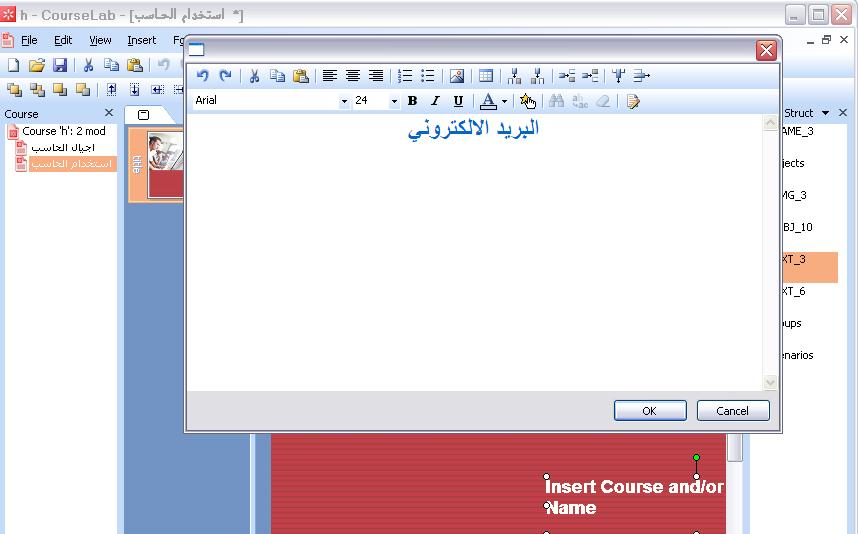 h - CourseLab - [استخدام الحاسب *]
File Edit View Insert
Arial 24 B I U A
Course
Course 'h': 2 mod
اجيال الحاسب
استخدام الحاسب
title
البريد الالكتروني
OK Cancel
Struct
AME_3
jects
MG_3
BJ_10
XT_3
XT_6
oups
enarios
Insert Course and/or
Name